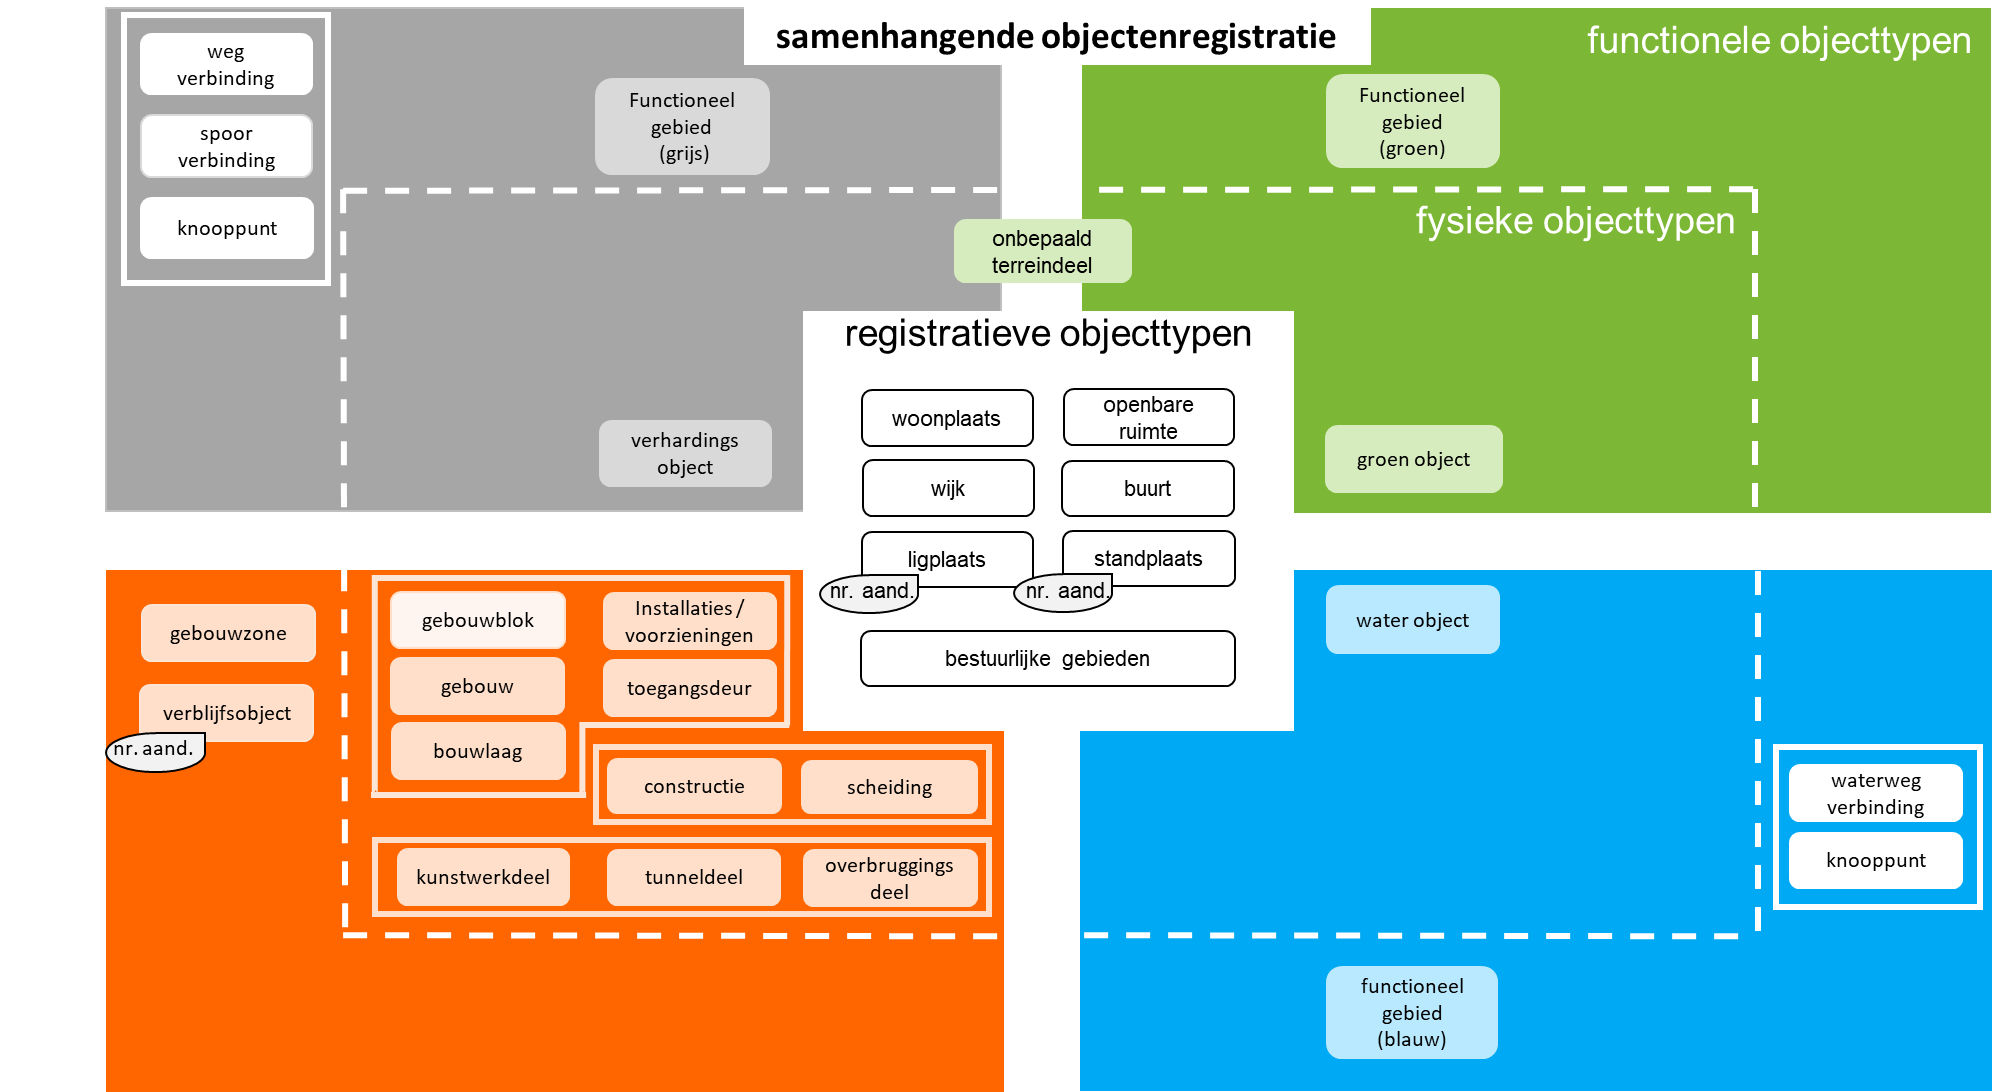 samenhangende objectenregistratie
functionele objecttypen
weg
verbinding
spoor
verbinding
knooppunt
Functioneel
gebied
(grijs)
Functioneel
gebied
(groen)
fysieke objecttypen
onbepaald
terreindeel
verhardings
object
groen object
registratieve objecttypen
woonplaats
openbare
ruimte
wijk
buurt
ligplaats
nr. aand.
standplaats
nr. aand.
bestuurlijke gebieden
gebouwzone
verblijfsobject
nr. aand.
gebouwblok
Installaties /
voorzieningen
gebouw
toegangsdeur
bouwlaag
constructie
scheiding
kunstwerkdeel
tunneldeel
overbruggings
deel
water object
waterweg
verbinding
knooppunt
functioneel
gebied
(blauw)